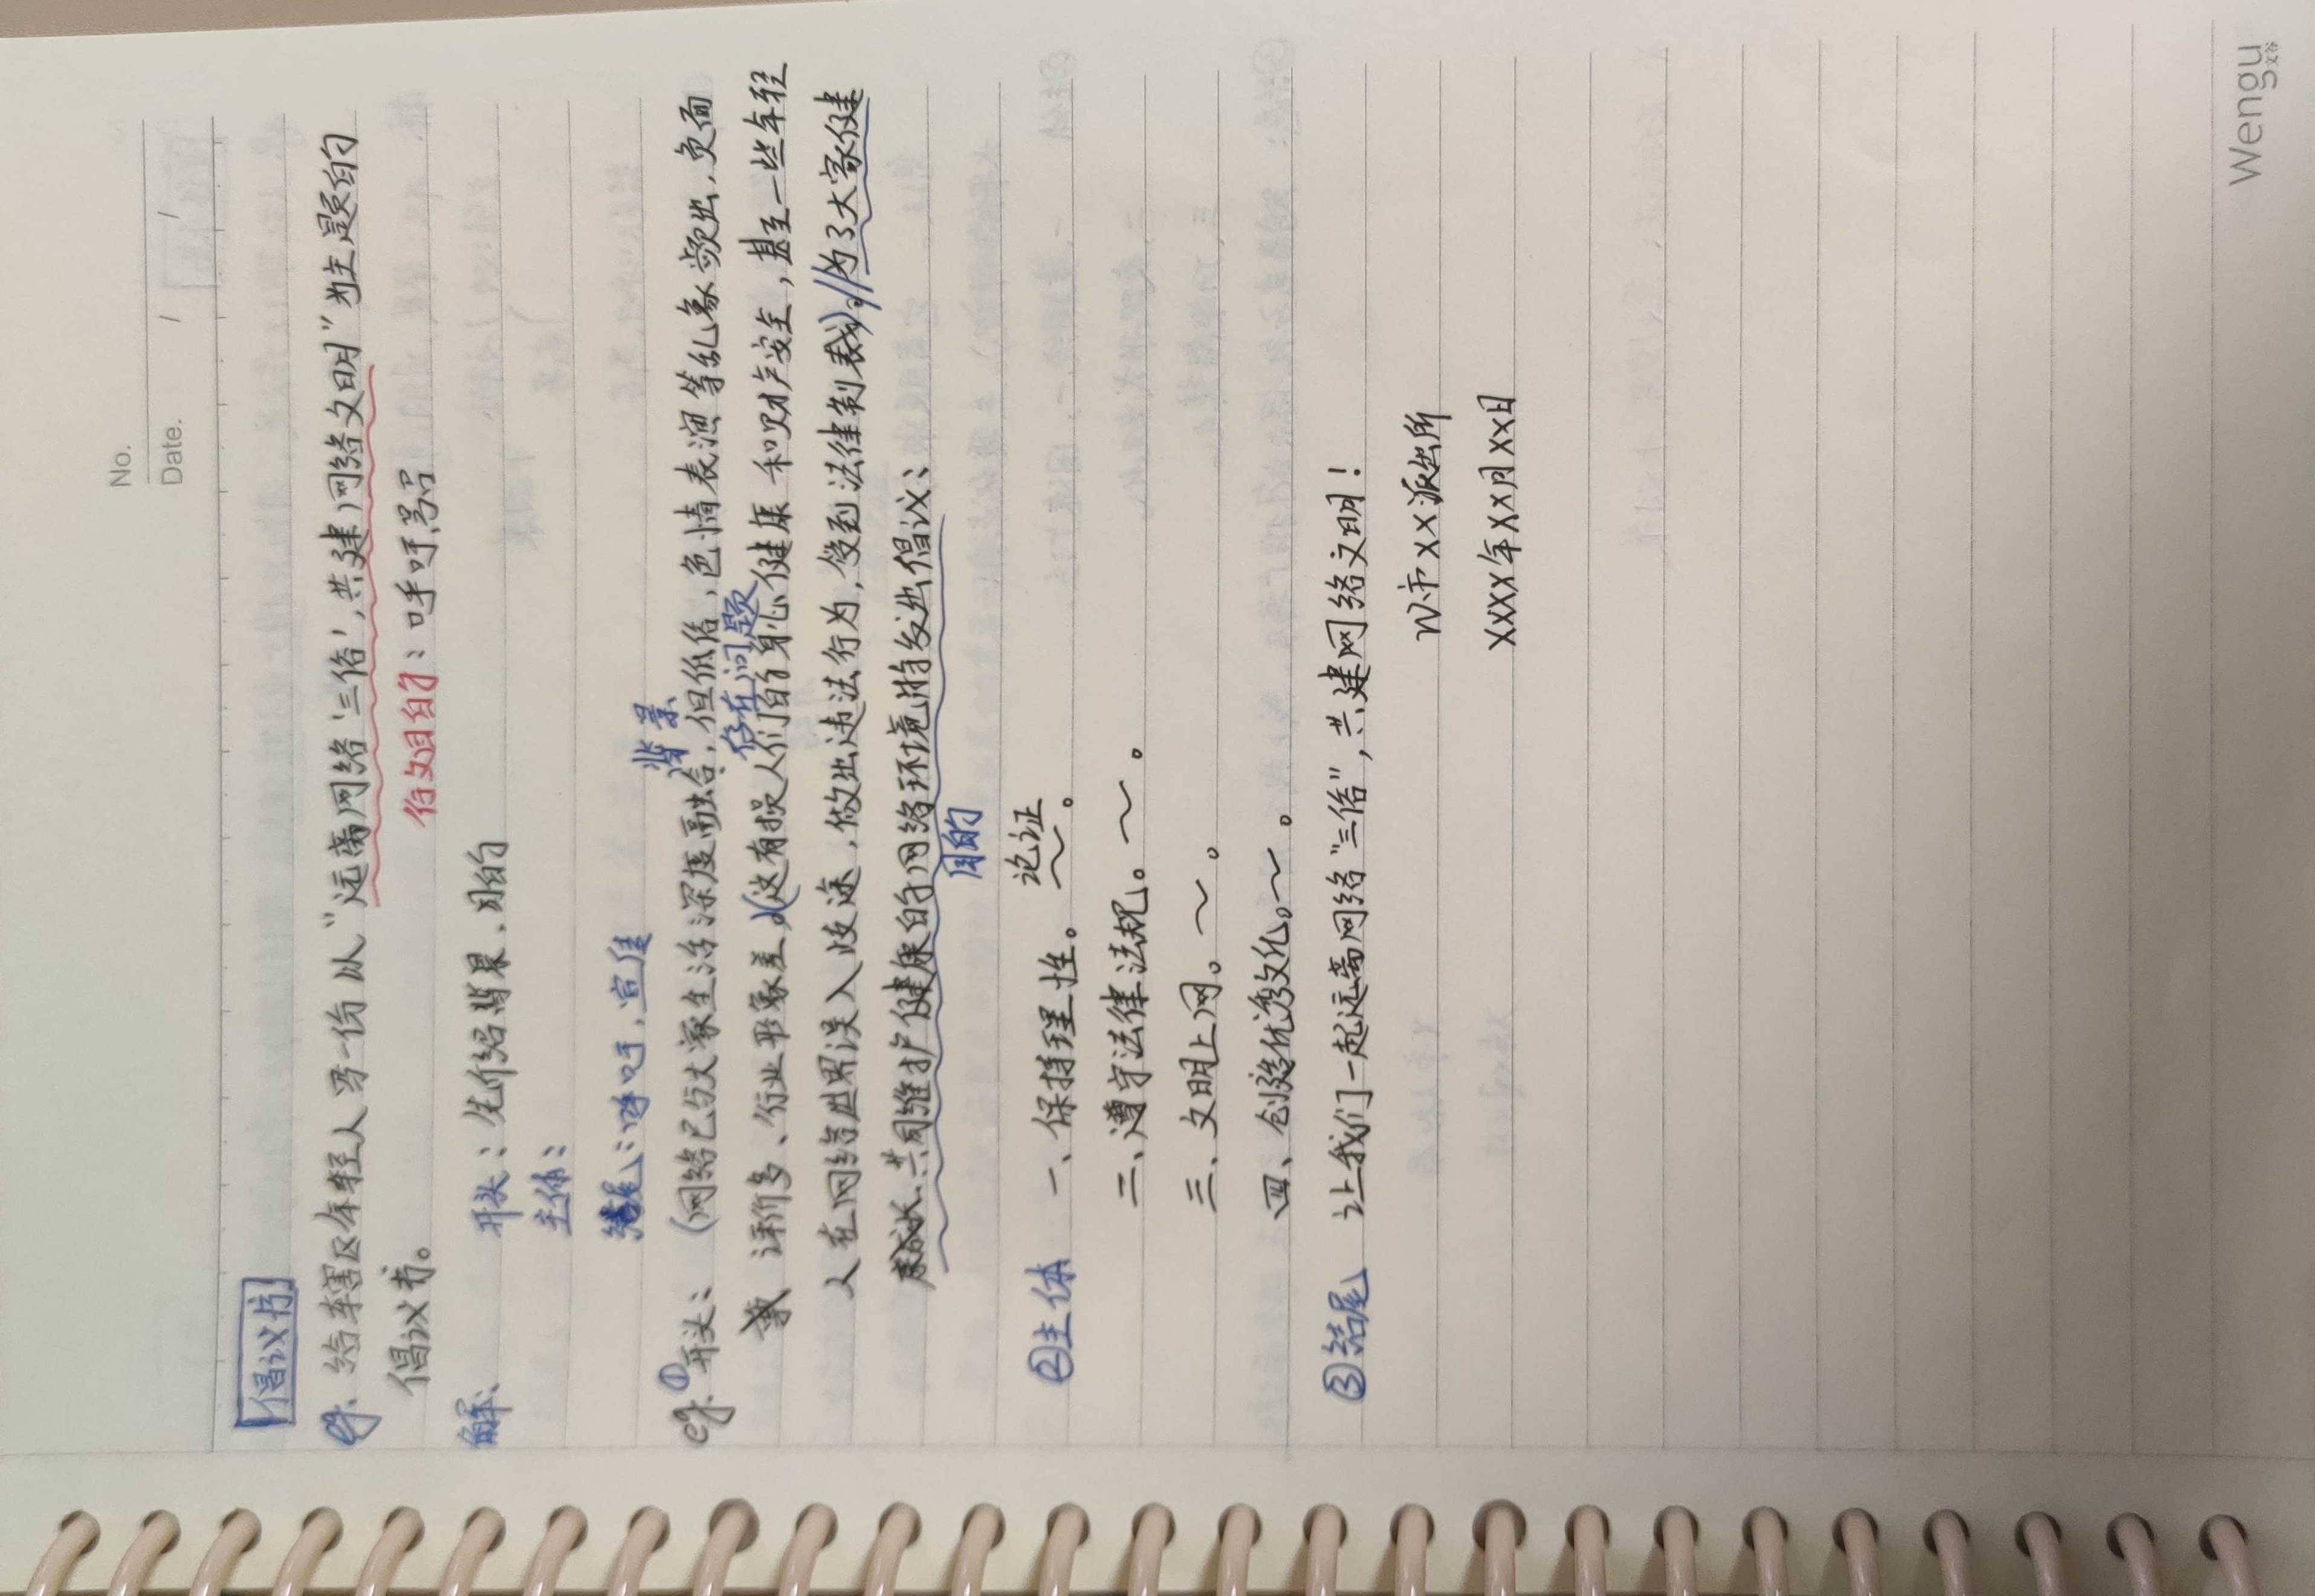 No.
Date. / /
倡议书
eg. 给辖区年轻人写一份以“远离网络‘三俗’,共建网络文明”为主题的
倡议书。 行文目的：呼吁、号召
解: 开头：先介绍背景、目的
主体：
结尾：呼吁，宣传
背景
eg. ①开头：（网络已与大家生活深度融合，但低俗，色情表演等乱象频出，负面
存在问题
评价多、行业形象差。）（这有损人们的身心健康和财产安全，甚至一些年轻
人在网络世界误入歧途，做出违法行为，受到法律制裁）。//为了大家健
康成长、共同维护健康的网络环境，特发出倡议：
目的
论证
②主体 一、保持理性。～。
二、遵守法律法规。～。
三、文明上网。～。
四、创造优秀文化。～。
③结尾 让我们一起远离网络“三俗”，共建网络文明！
W市XX派出所
XXXX年XX月XX日
Wengu
文谷